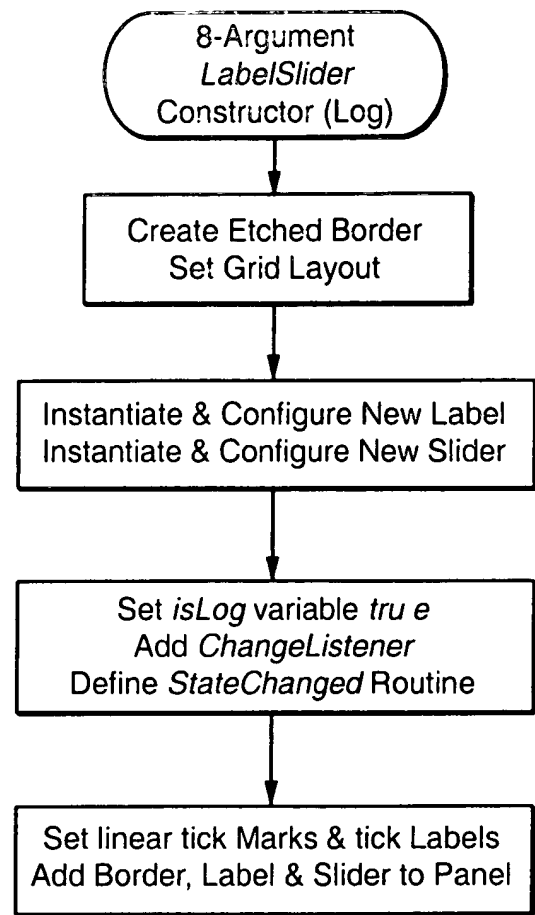 8-Argument
LabelSlider
Constructor (Log)
Create Etched Border
Set Grid Layout
Instantiate & Configure New Label
Instantiate & Configure New Slider
Set isLog variable tru e
Add ChangeListener
Define StateChanged Routine
Set linear tick Marks & tick Labels
Add Border, Label & Slider to Panel